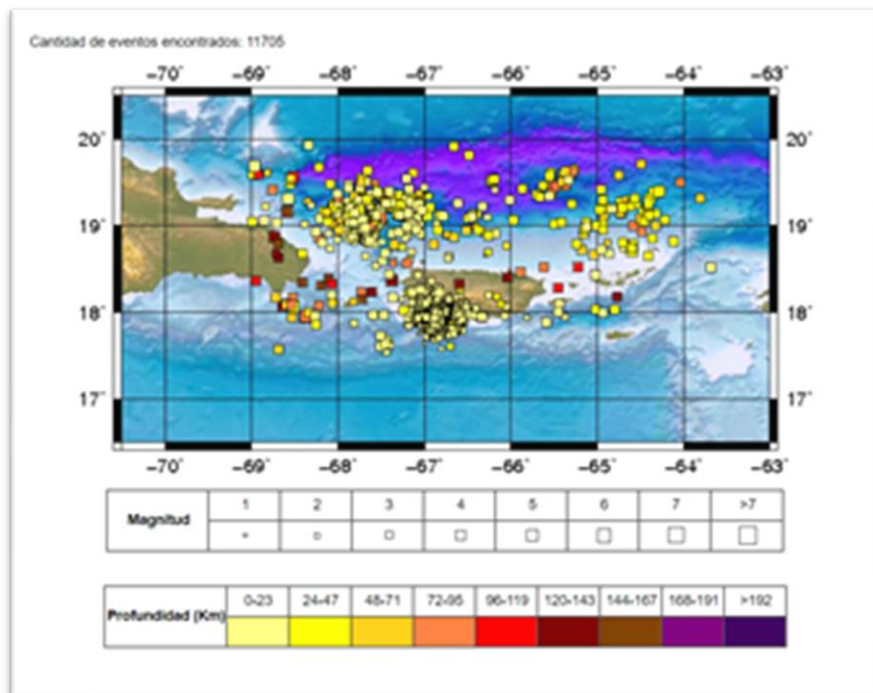 Cantidad de eventos encontrados: 11705
−70˚ −69˚ −68˚ −67˚ −66˚ −65˚ −64˚ −63˚
20˚ 20˚
19˚ 19˚
18˚ 18˚
17˚ 17˚
−70˚ −69˚ −68˚ −67˚ −66˚ −65˚ −64˚ −63˚
Magnitud 1 2 3 4 5 6 7 >7
Profundidad (Km) 0-23 24-47 48-71 72-95 96-119 120-143 144-167 168-191 >192